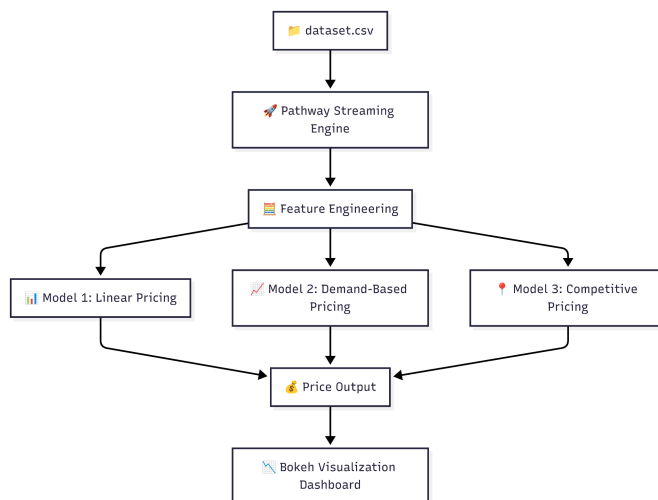 📁 dataset.csv
🚀 Pathway Streaming
Engine
🧮 Feature Engineering
📊 Model 1: Linear Pricing
📈 Model 2: Demand-Based
Pricing
📍 Model 3: Competitive
Pricing
💰 Price Output
📉 Bokeh Visualization
Dashboard